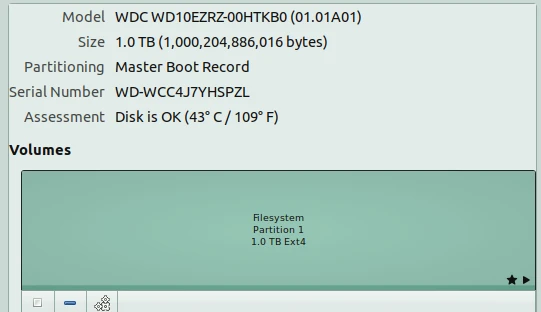 Model WDC WD10EZRZ-00HTKB0 (01.01A01)
Size 1.0 TB (1,000,204,886,016 bytes)
Partitioning Master Boot Record
Serial Number WD-WCC4J7YHSPZL
Assessment Disk is OK (43° C / 109° F)
Volumes
Filesystem
Partition 1
1.0 TB Ext4